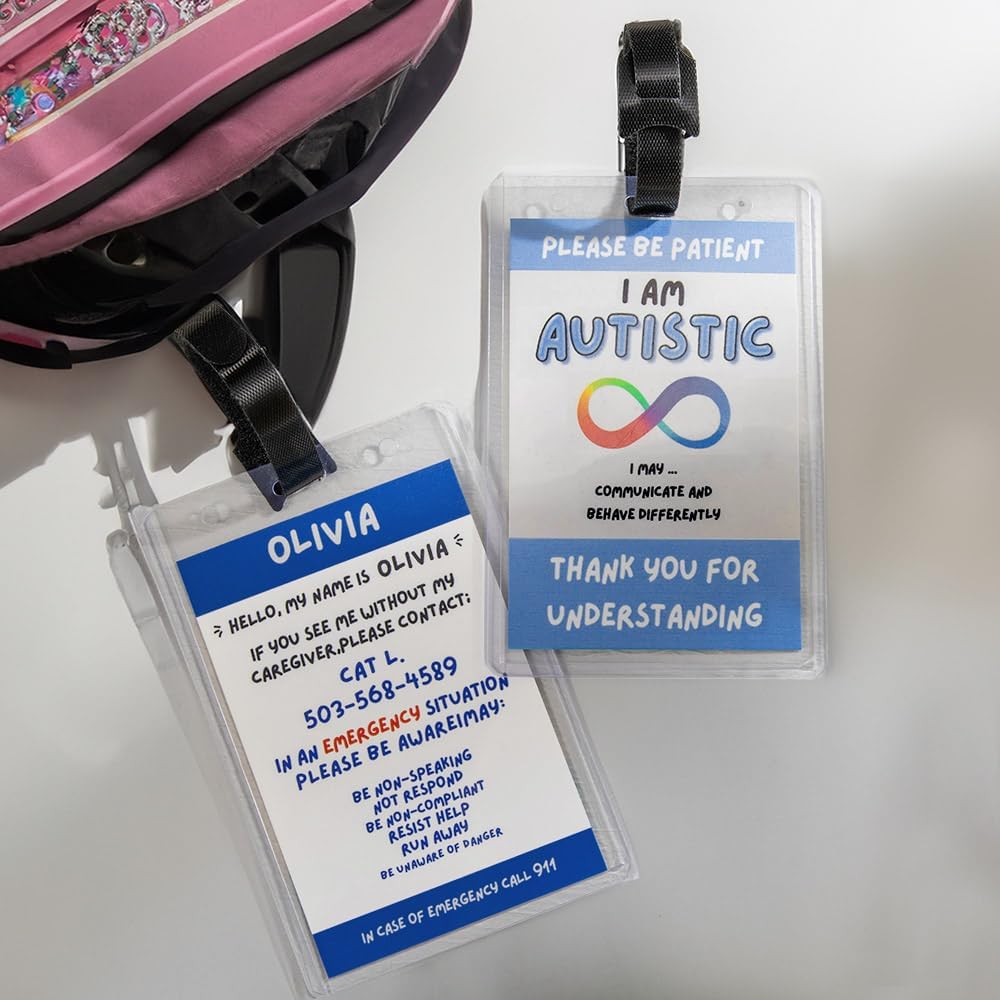 PLEASE BE PATIENT
I AM
AUTISTIC
I MAY ...
COMMUNICATE AND
BEHAVE DIFFERENTLY
THANK YOU FOR
UNDERSTANDING
OLIVIA
HELLO, MY NAME IS OLIVIA
IF YOU SEE ME WITHOUT MY
CAREGIVER,PLEASE CONTACT:
CAT L.
503-568-4589
IN AN EMERGENCY SITUATION
PLEASE BE AWAREIMAY:
BE NON-SPEAKING
NOT RESPOND
BE NON-COMPLIANT
RESIST HELP
RUN AWAY
BE UNAWARE OF DANGER
IN CASE OF EMERGENCY CALL 911